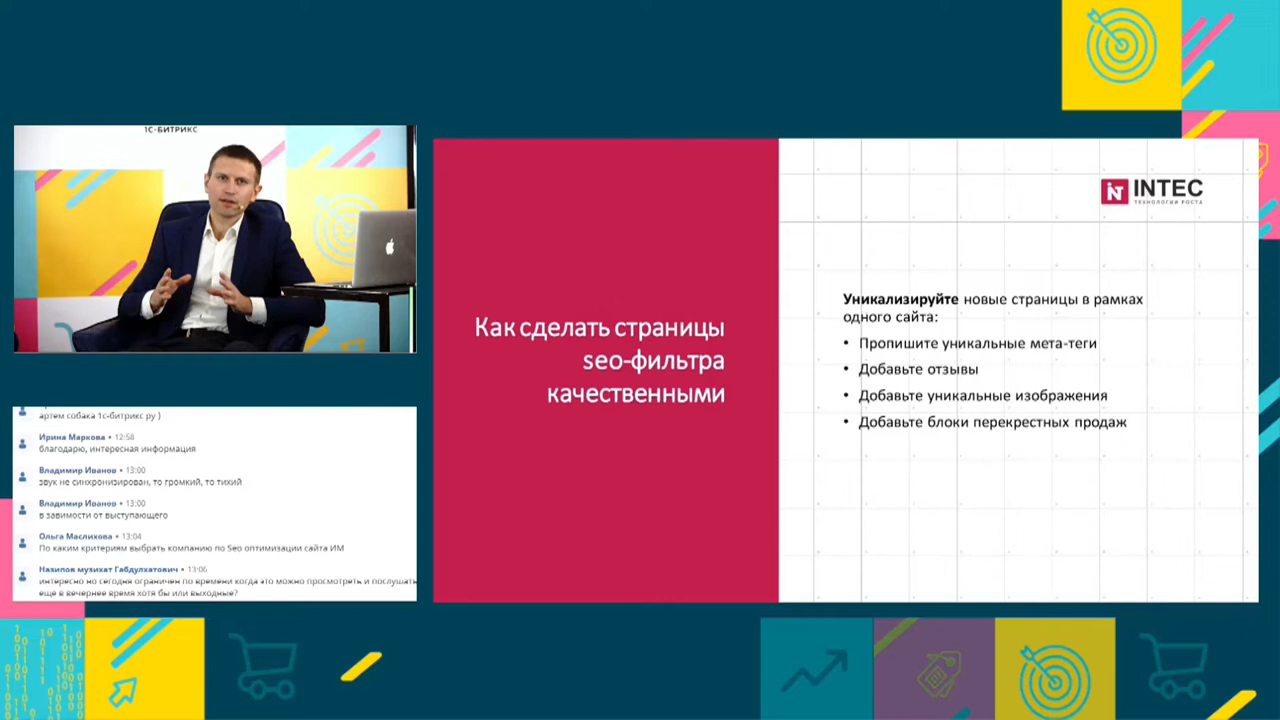 1С-БИТРИКС
INTEC
ТЕХНОЛОГИИ РОСТА
Как сделать страницы
seo-фильтра
качественными
Уникализируйте новые страницы в рамках
одного сайта:
• Пропишите уникальные мета-теги
• Добавьте отзывы
• Добавьте уникальные изображения
• Добавьте блоки перекрестных продаж
артем собака 1с-битрикс ру )
Ирина Маркова • 12:58
благодарю, интересная информация
Владимир Иванов • 13:00
звук не синхронизирован, то громкий, то тихий
Владимир Иванов • 13:00
в зависимости от выступающего
Ольга Маслихова • 13:04
По каким критериям выбрать компанию по Seo оптимизации сайта ИМ
Назипов музихат Габдулхатович • 13:06
интересно но сегодня ограничен по времени когда это можно просмотреть и послушать
еще в вечернее время хотя бы или выходные?